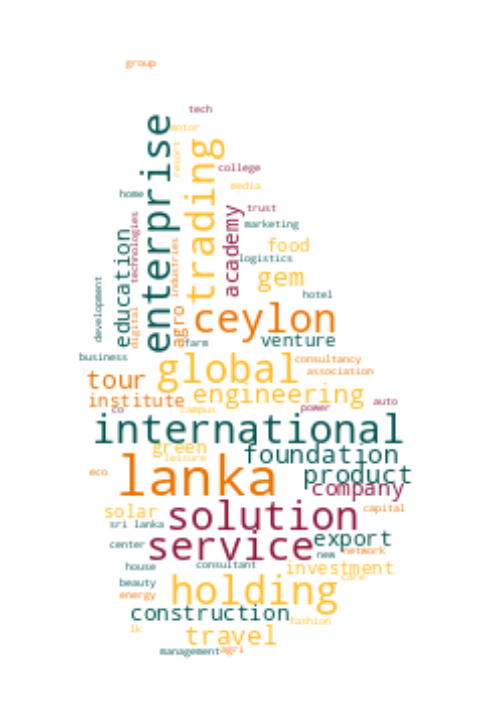 group
tech
motor
enterprise
trading
resort
college
media
home
trust
technologies
academy
marketing
education
food
industries
logistics
gem
development
hotel
digital
agro
ceylon
farm
venture
business
global
consultancy
association
tour
engineering
institute
co
campus
power
auto
international
green
foundation
leisure
lanka
eco
product
company
solar
solution
capital
sri lanka
export
center
service
new
network
house
consultant
investment
care
beauty
energy
holding
construction
fashion
lk
travel
management
agri